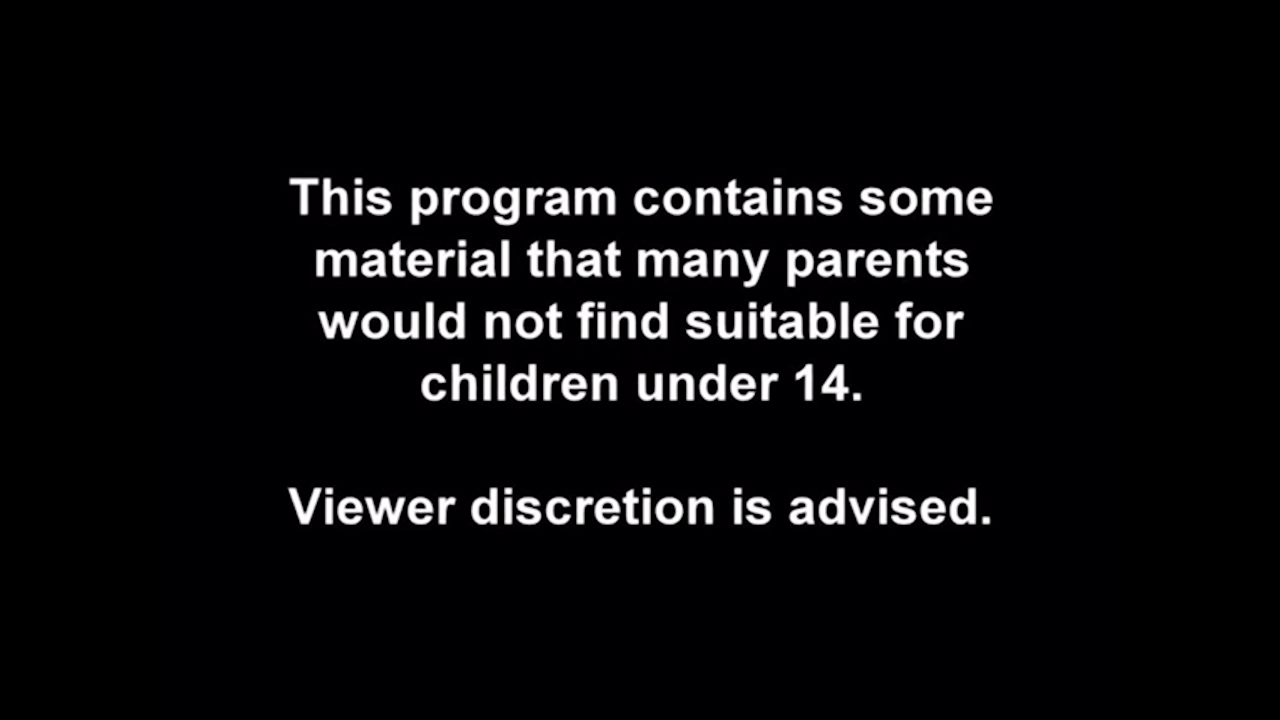 This program contains some
material that many parents
would not find suitable for
children under 14.
Viewer discretion is advised.